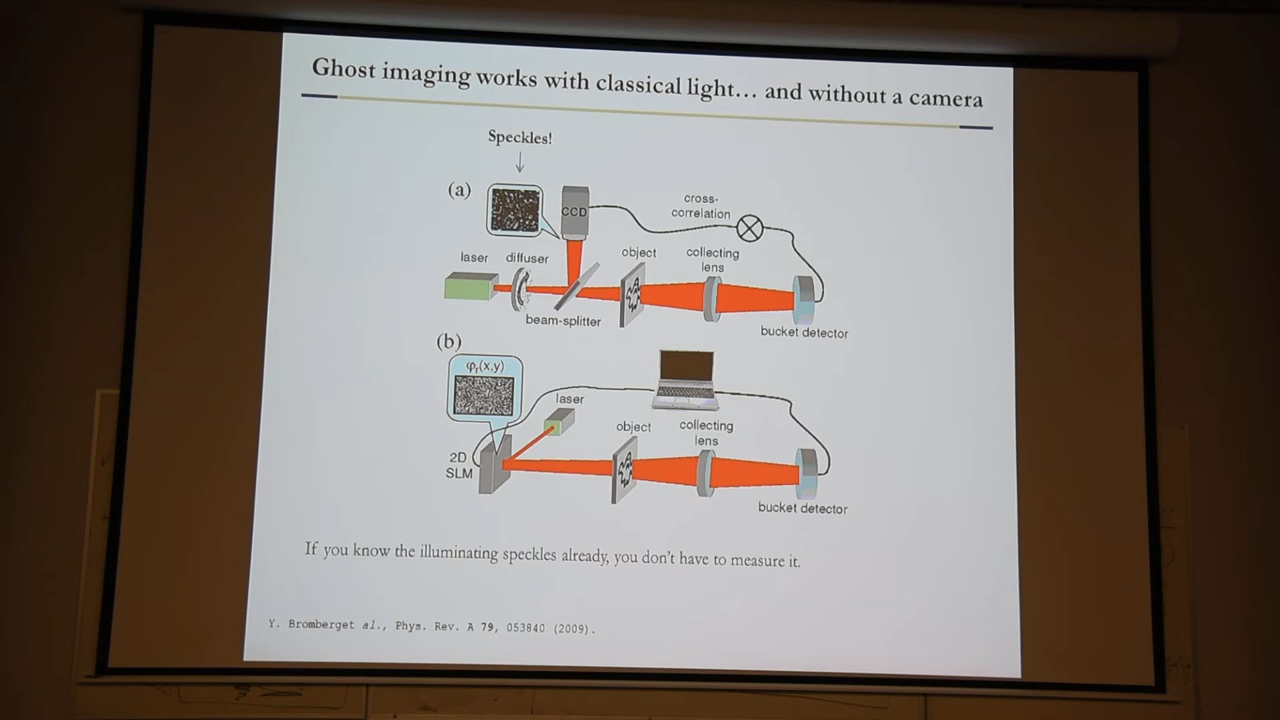 Ghost imaging works with classical light… and without a camera
Speckles!
(a)
CCD
cross-
correlation
laser
diffuser
object
collecting
lens
beam-splitter
bucket detector
(b)
φr(x,y)
laser
object
collecting
lens
2D
SLM
bucket detector
If you know the illuminating speckles already, you don't have to measure it.
Y. Bromberget al., Phys. Rev. A 79, 053840 (2009).